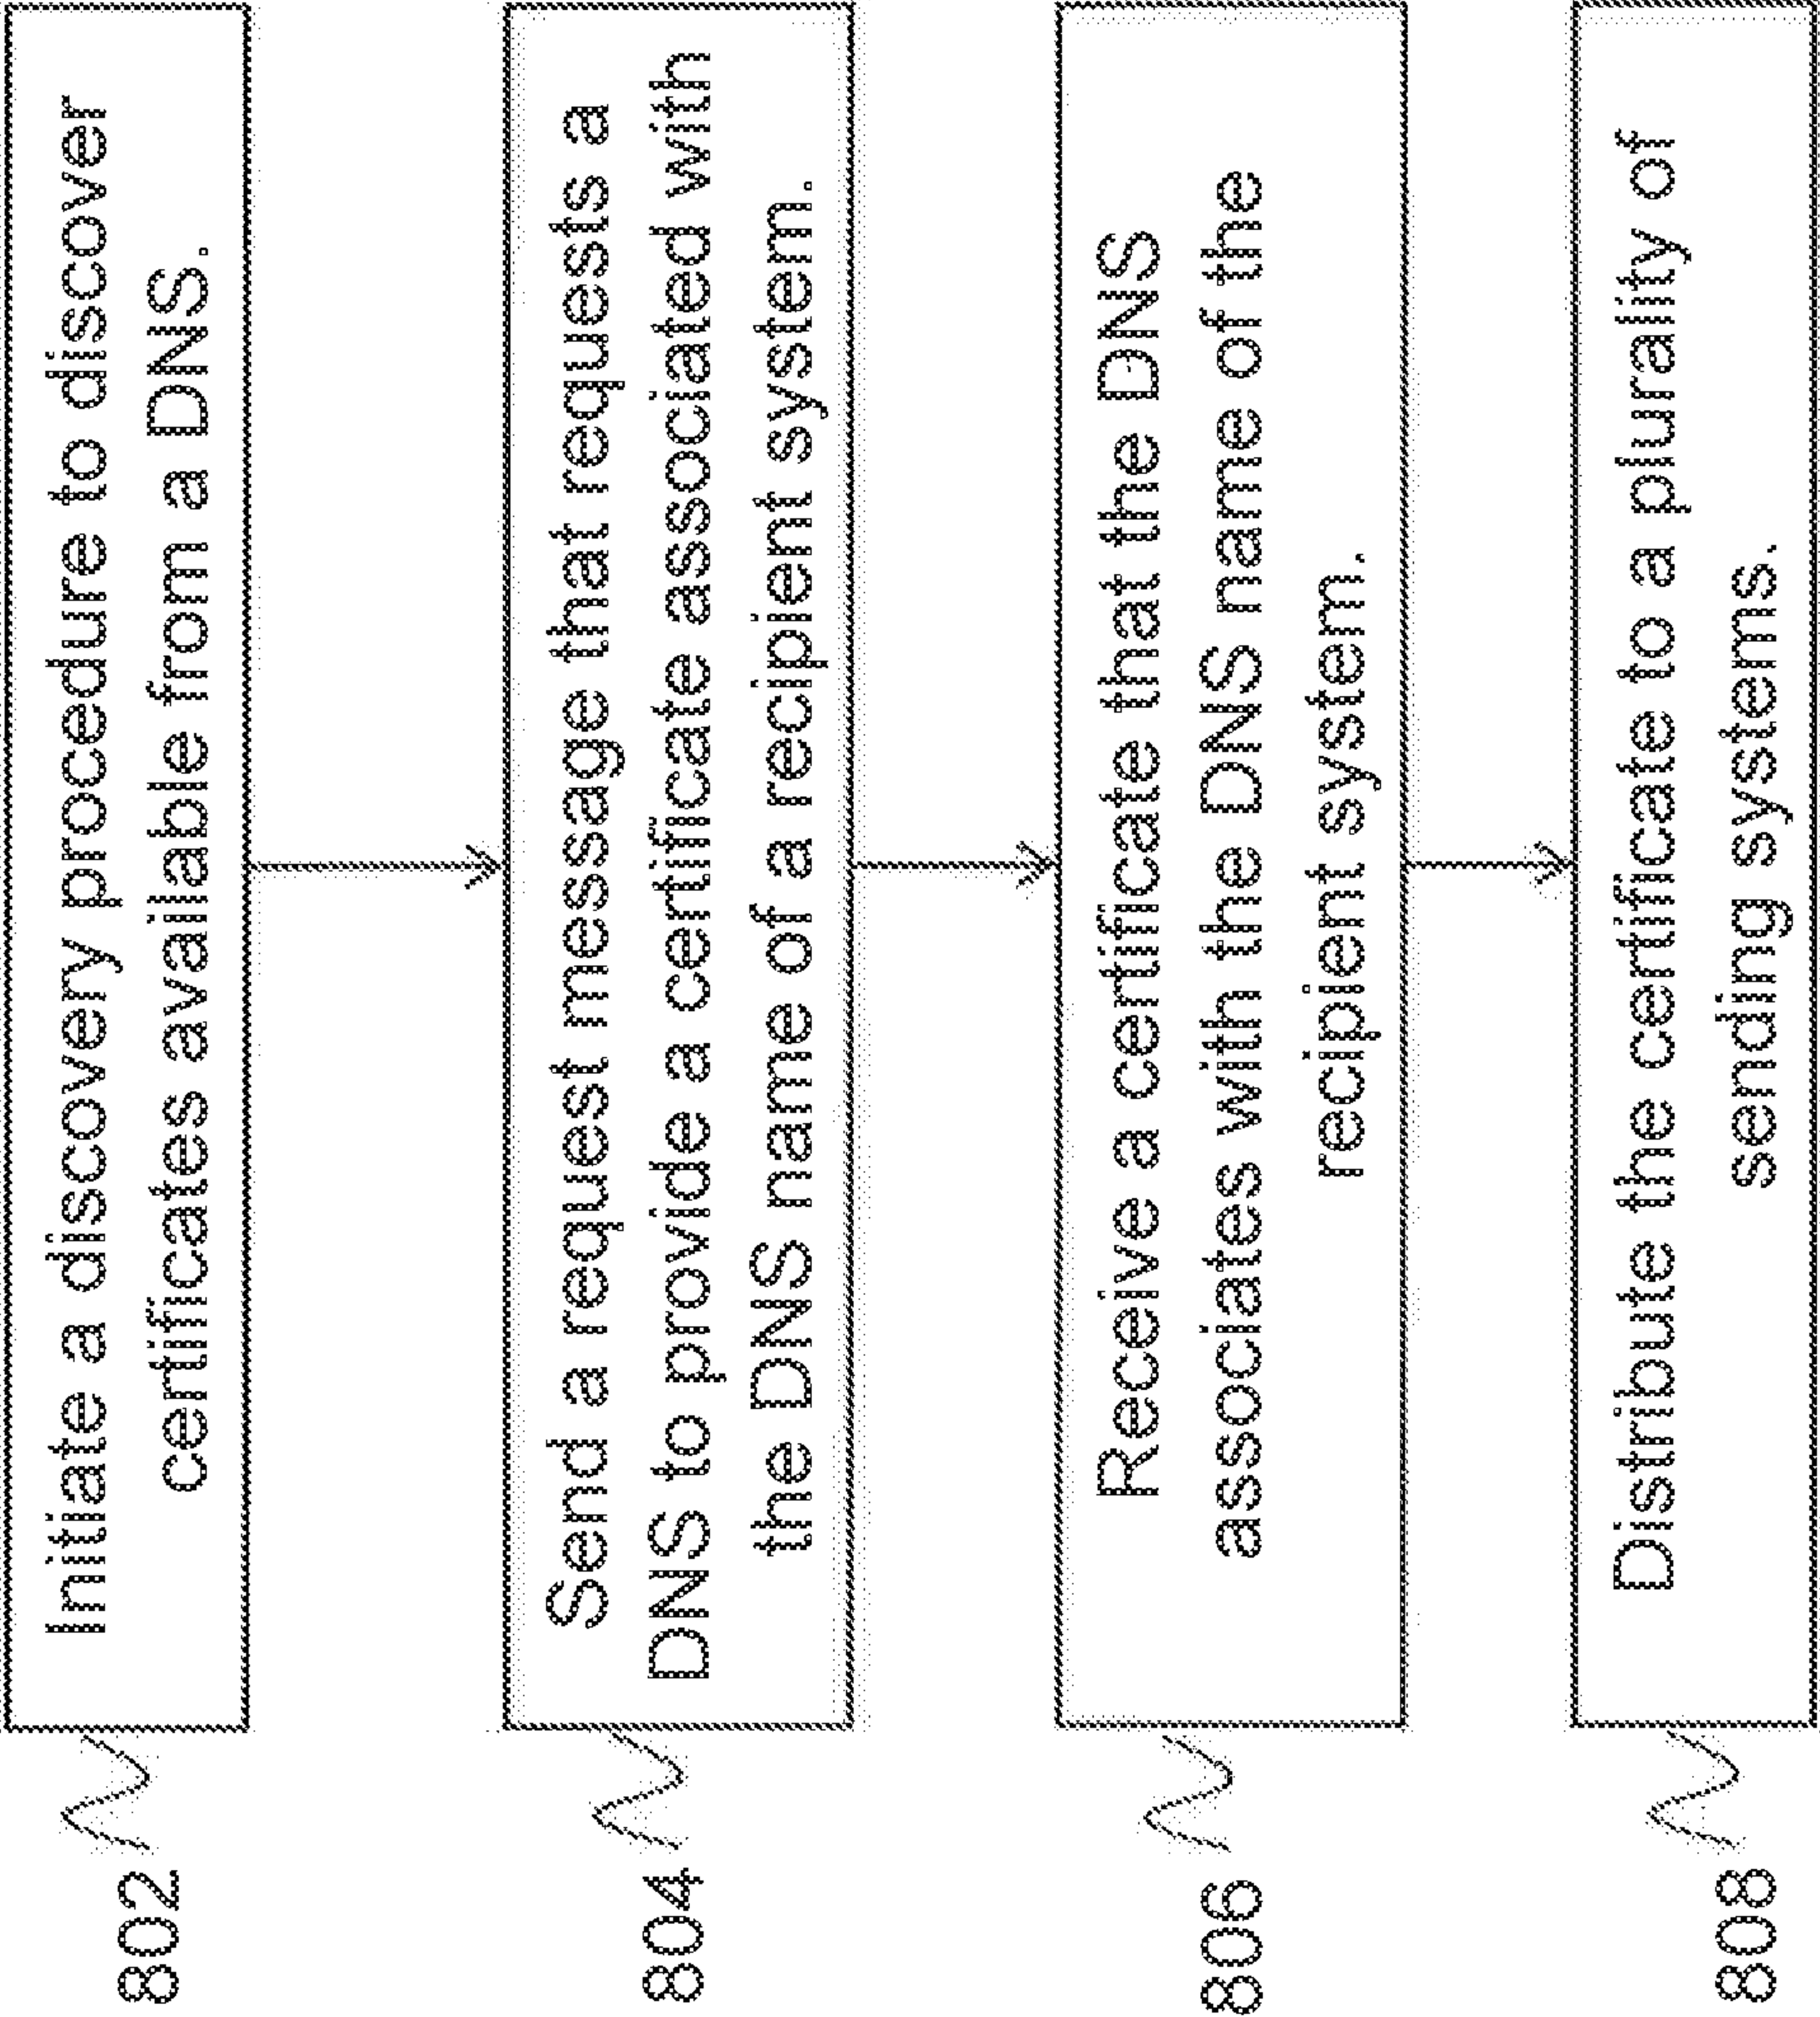 802
Initiate a discovery procedure to discover
certificates available from a DNS.
804
Send a request message that requests a
DNS to provide a certificate associated with
the DNS name of a recipient system.
806
Receive a certificate that the DNS
associates with the DNS name of the
recipient system.
808
Distribute the certificate to a plurality of
sending systems.